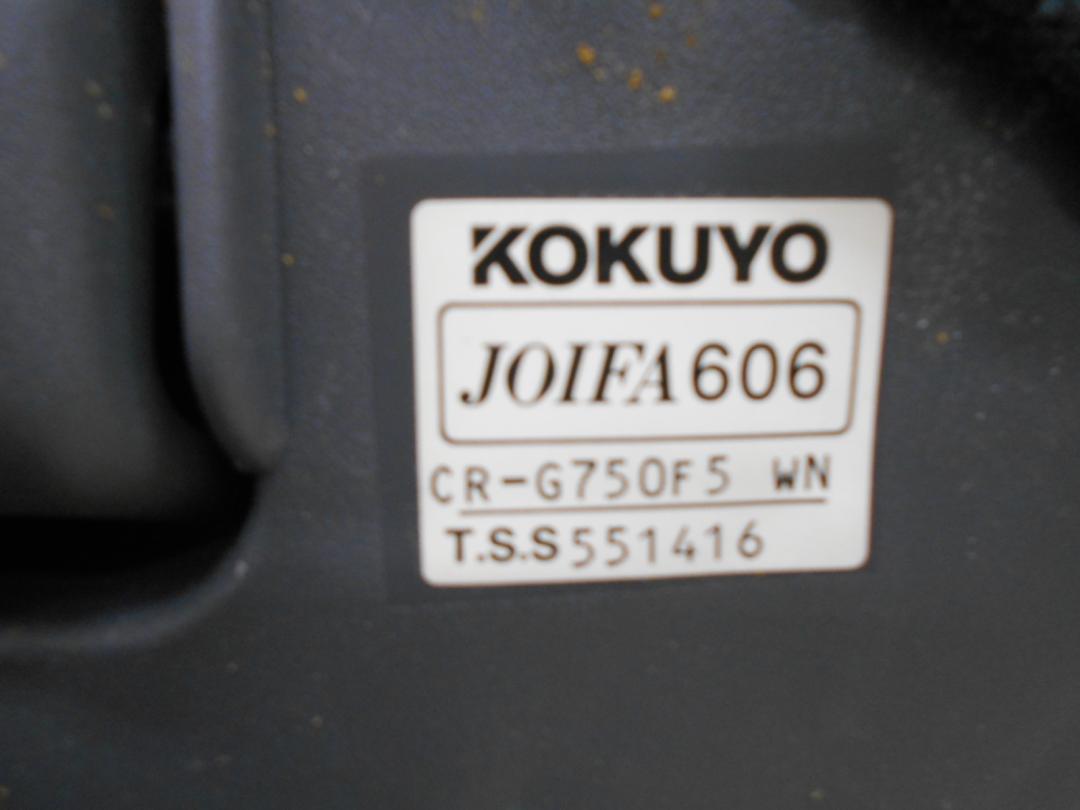 KOKUYO
JOIFA 606
CR-G750F5 WN
T.S.S 551416